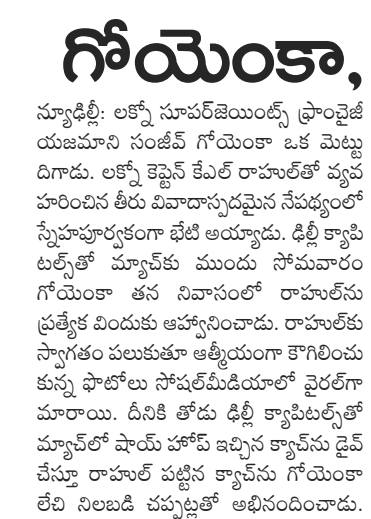 గోయెంకా,
న్యూఢిల్లీ: లక్నో సూపర్‌జెయింట్స్ ఫ్రాంచైజీ
యజమాని సంజీవ్ గోయెంకా ఒక మెట్టు
దిగాడు. లక్నో కెప్టెన్ కేఎల్ రాహుల్‌తో వ్యవ
హరించిన తీరు వివాదాస్పదమైన నేపథ్యంలో
స్నేహపూర్వకంగా భేటి అయ్యాడు. ఢిల్లీ క్యాపి
టల్స్‌తో మ్యాచ్‌కు ముందు సోమవారం
గోయెంకా తన నివాసంలో రాహుల్‌ను
ప్రత్యేక విందుకు ఆహ్వానించాడు. రాహుల్‌కు
స్వాగతం పలుకుతూ ఆత్మీయంగా కౌగిలించు
కున్న ఫొటోలు సోషల్‌మీడియాలో వైరల్‌గా
మారాయి. దీనికి తోడు ఢిల్లీ క్యాపిటల్స్‌తో
మ్యాచ్‌లో షాయ్ హోప్ ఇచ్చిన క్యాచ్‌ను డైవ్
చేస్తూ రాహుల్ పట్టిన క్యాచ్‌ను గోయెంకా
లేచి నిలబడి చప్పట్లతో అభినందించాడు.